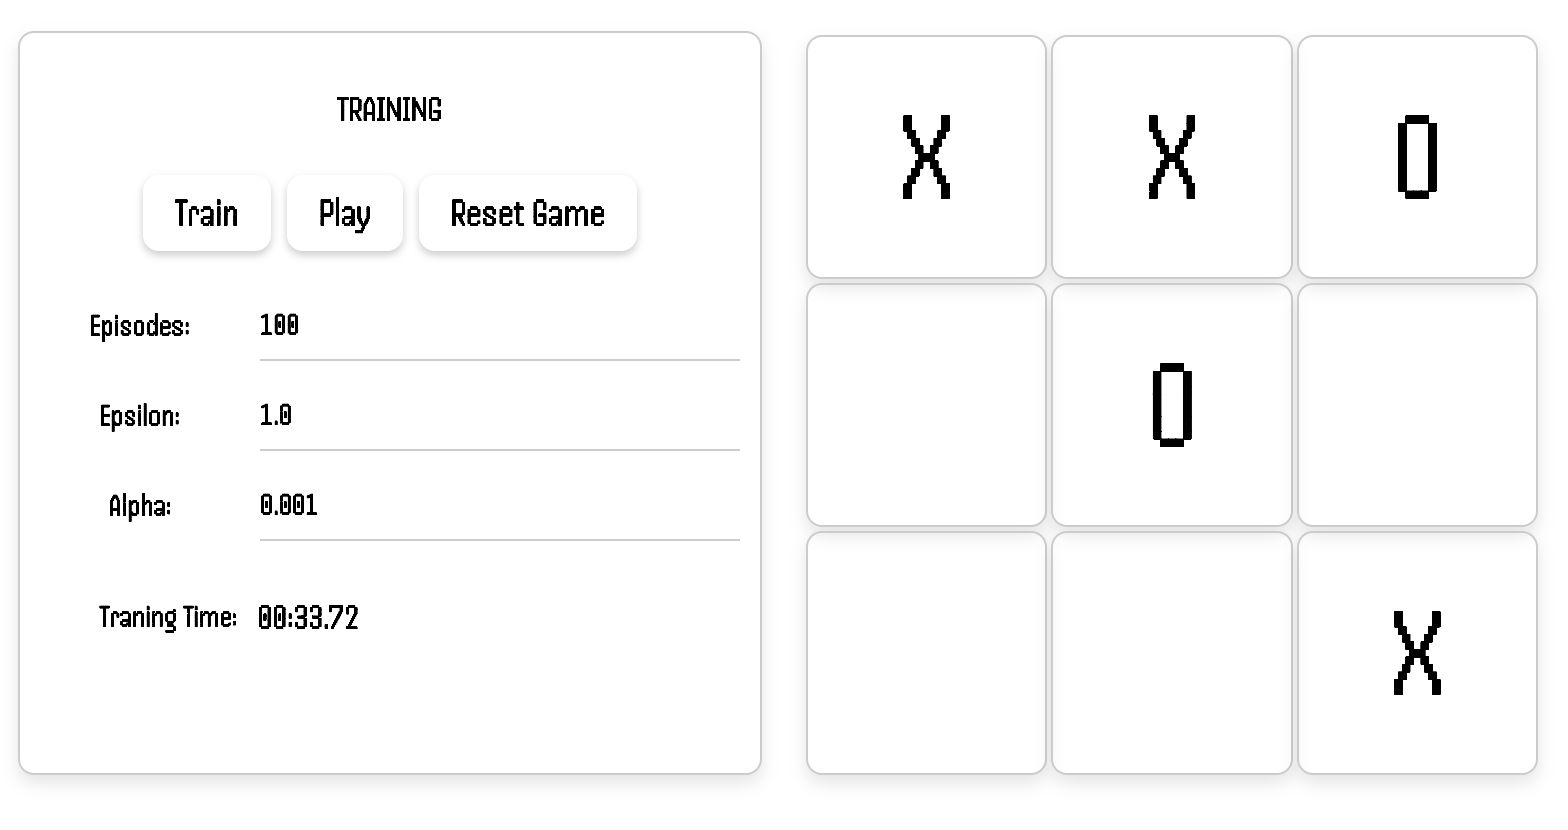 TRAINING
Train Play Reset Game
Episodes: 100
Epsilon: 1.0
Alpha: 0.001
Traning Time: 00:33.72
X X O
O
X